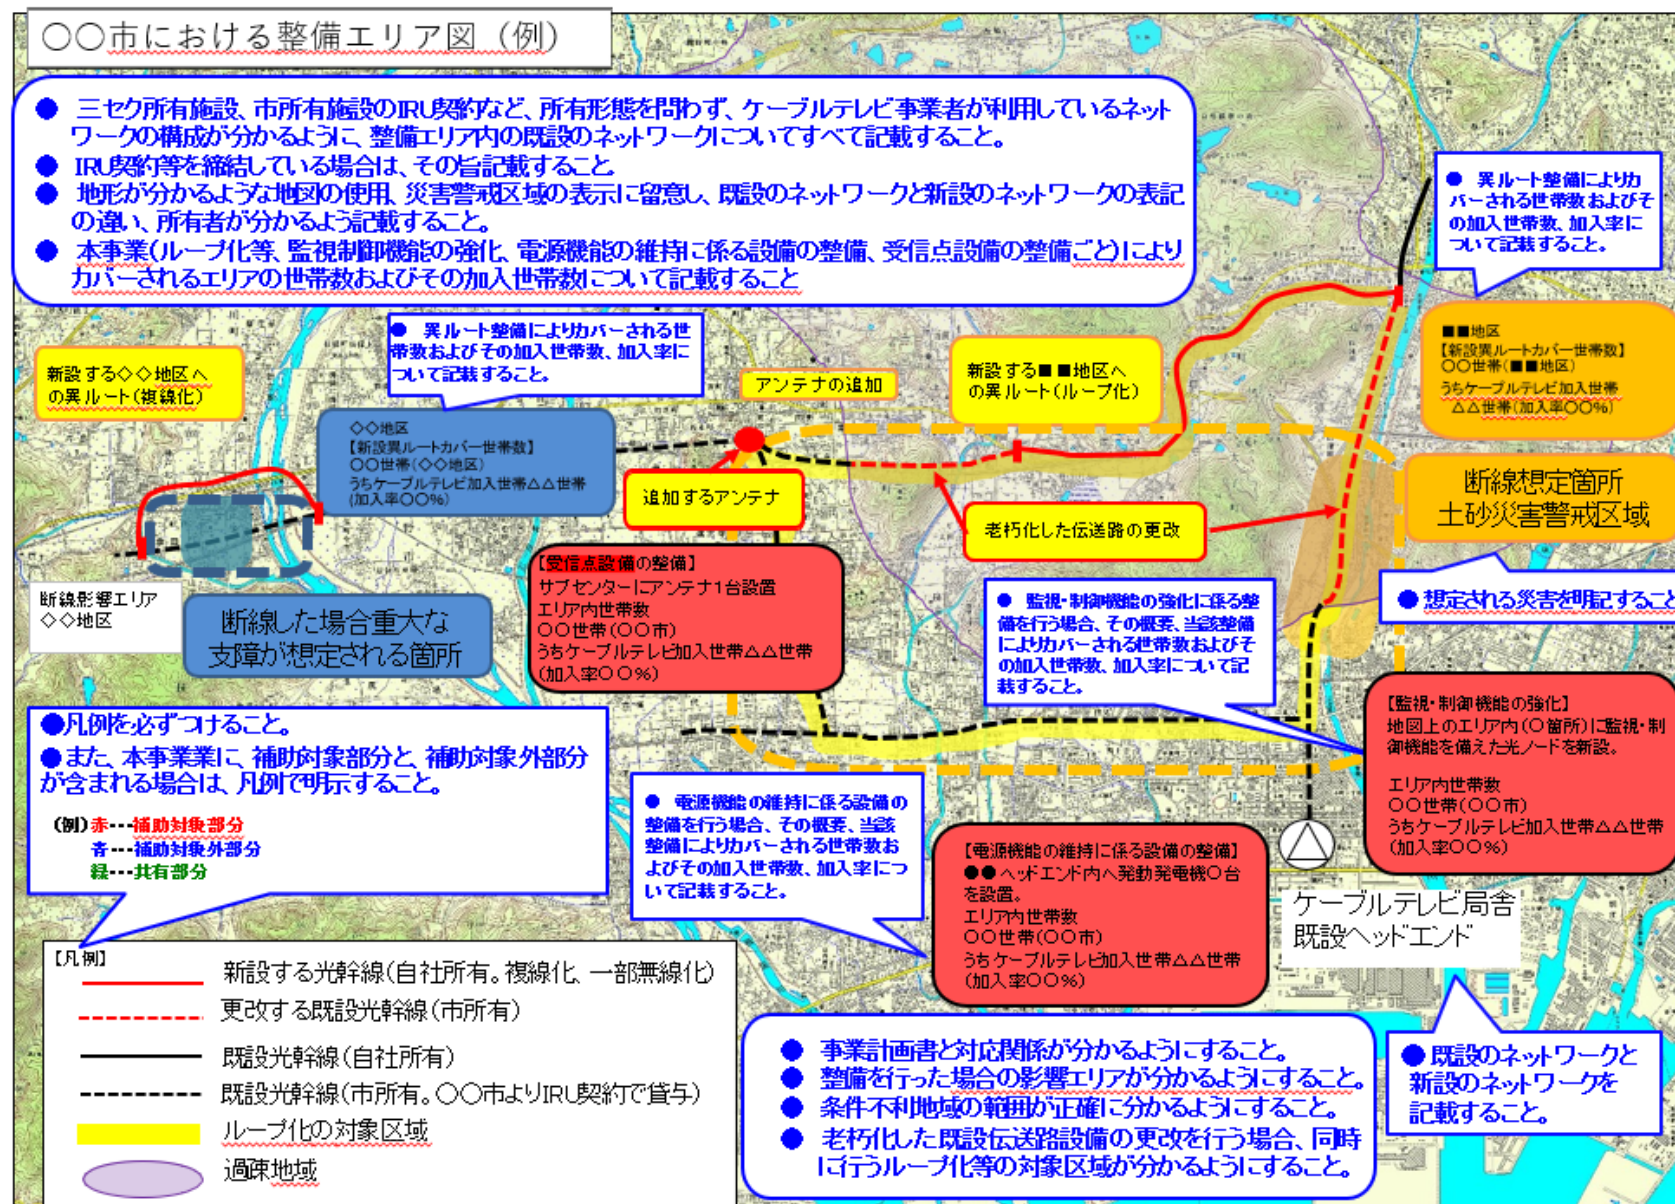 ○○市における整備エリア図（例）
● 三セク所有施設、市所有施設のIRU契約など、所有形態を問わず、ケーブルテレビ事業者が利用しているネット
ワークの構成が分かるように、整備エリア内の既設のネットワークについてすべて記載すること。
● IRU契約等を締結している場合は、その旨記載すること。
● 地形が分かるような地図の使用、災害警戒区域の表示に留意し、既設のネットワークと新設のネットワークの表記
の違い、所有者が分かるよう記載すること。
● 本事業(ループ化等、監視制御機能の強化、電源機能の維持に係る設備の整備、受信点設備の整備ごと)により
カバーされるエリアの世帯数およびその加入世帯数について記載すること
● 異ルート整備によりカ
バーされる世帯数およびそ
の加入世帯数、加入率に
ついて記載すること。
● 異ルート整備によりカバーされる世
帯数およびその加入世帯数、加入率に
ついて記載すること。
新設する◇◇地区へ
の異ルート(複線化)
アンテナの追加
新設する■■地区へ
の異ルート(ループ化)
■■地区
【新設異ルートカバー世帯数】
○○世帯(■■地区)
うちケーブルテレビ加入世帯
△△世帯(加入率○○%)
◇◇地区
【新設異ルートカバー世帯数】
○○世帯(◇◇地区)
うちケーブルテレビ加入世帯△△世帯
(加入率○○%)
追加するアンテナ
老朽化した伝送路の更改
断線想定箇所
土砂災害警戒区域
断線影響エリア
◇◇地区
断線した場合重大な
支障が想定される箇所
【受信点設備の整備】
サブセンターにアンテナ1台設置
エリア内世帯数
○○世帯(○○市)
うちケーブルテレビ加入世帯△△世帯
(加入率○○%)
● 監視・制御機能の強化に係る整
備を行う場合、その概要、当該整備
によりカバーされる世帯数およびそ
の加入世帯数、加入率について記
載すること。
● 想定される災害を明記すること
【監視・制御機能の強化】
地図上のエリア内(○箇所)に監視・制
御機能を備えた光ノードを新設。
エリア内世帯数
○○世帯(○○市)
うちケーブルテレビ加入世帯△△世帯
(加入率○○%)
●凡例を必ずつけること。
●また、本事業業に、補助対象部分と、補助対象外部分
が含まれる場合は、凡例で明示すること。
(例)赤・・・補助対象部分
青・・・補助対象外部分
緑・・・共有部分
● 電源機能の維持に係る設備の
整備を行う場合、その概要、当該
整備によりカバーされる世帯数お
よびその加入世帯数、加入率につ
いて記載すること。
【電源機能の維持に係る設備の整備】
●●ヘッドエンド内へ発動発電機○台
を設置。
エリア内世帯数
○○世帯(○○市)
うちケーブルテレビ加入世帯△△世帯
(加入率○○%)
ケーブルテレビ局舎
既設ヘッドエンド
【凡例】
新設する光幹線(自社所有。複線化、一部無線化)
更改する既設光幹線(市所有)
既設光幹線(自社所有)
既設光幹線(市所有。○○市よりIRU契約で貸与)
ループ化の対象区域
過疎地域
● 事業計画書と対応関係が分かるようにすること。
● 整備を行った場合の影響エリアが分かるようにすること。
● 条件不利地域の範囲が正確に分かるようにすること。
● 老朽化した既設伝送路設備の更改を行う場合、同時
に行うループ化等の対象区域が分かるようにすること。
● 既設のネットワークと
新設のネットワークを
記載すること。